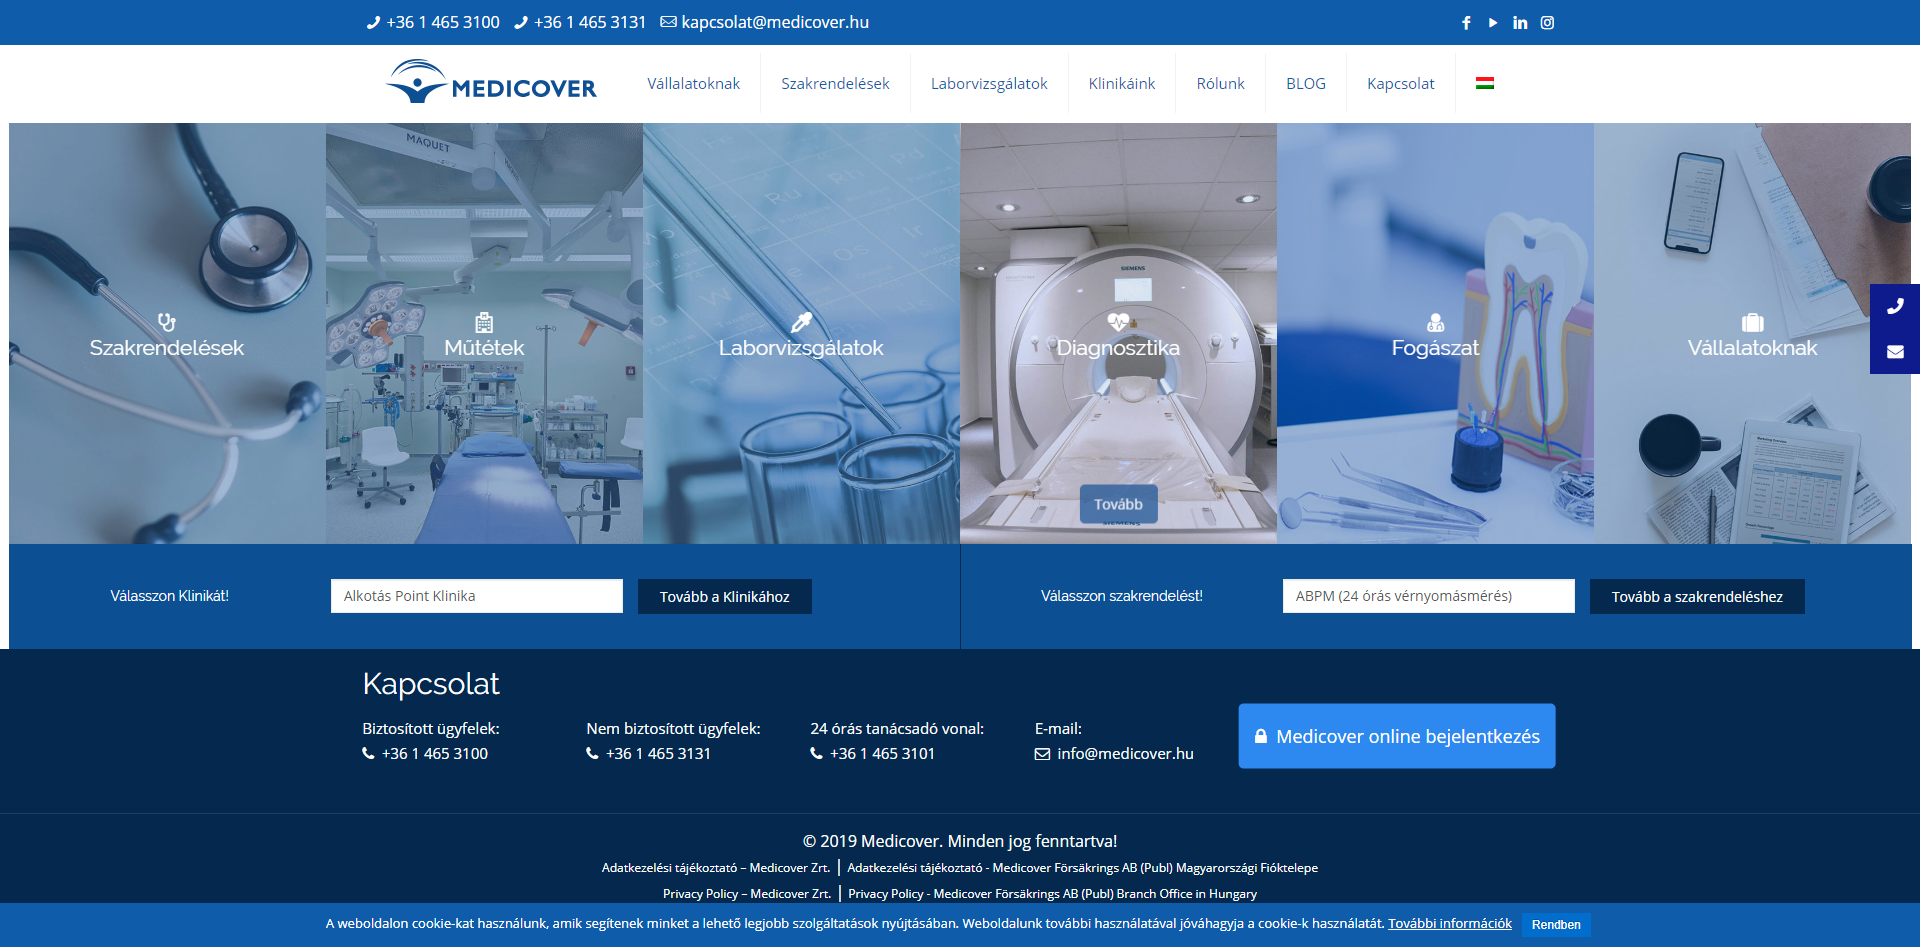 +36 1 465 3100 +36 1 465 3131 kapcsolat@medicover.hu
MEDICOVER
Vállalatoknak Szakrendelések Laborvizsgálatok Klinikáink Rólunk BLOG Kapcsolat
MAQUET
Ru Rh Pd
Os Ir
SIEMENS
Szakrendelések
Műtétek
Laborvizsgálatok
Diagnosztika
Fogászat
Vállalatoknak
Tovább
SIEMENS
Válasszon Klinikát! Alkotás Point Klinika Tovább a Klinikához
Válasszon szakrendelést! ABPM (24 órás vérnyomásmérés) Tovább a szakrendeléshez
Kapcsolat
Biztosított ügyfelek: Nem biztosított ügyfelek: 24 órás tanácsadó vonal: E-mail:
+36 1 465 3100 +36 1 465 3131 +36 1 465 3101 info@medicover.hu
Medicover online bejelentkezés
© 2019 Medicover. Minden jog fenntartva!
Adatkezelési tájékoztató – Medicover Zrt. | Adatkezelési tájékoztató - Medicover Försäkrings AB (Publ) Magyarországi Fióktelepe
Privacy Policy – Medicover Zrt. | Privacy Policy - Medicover Försäkrings AB (Publ) Branch Office in Hungary
A weboldalon cookie-kat használunk, amik segítenek minket a lehető legjobb szolgáltatások nyújtásában. Weboldalunk további használatával jóváhagyja a cookie-k használatát. További információk Rendben